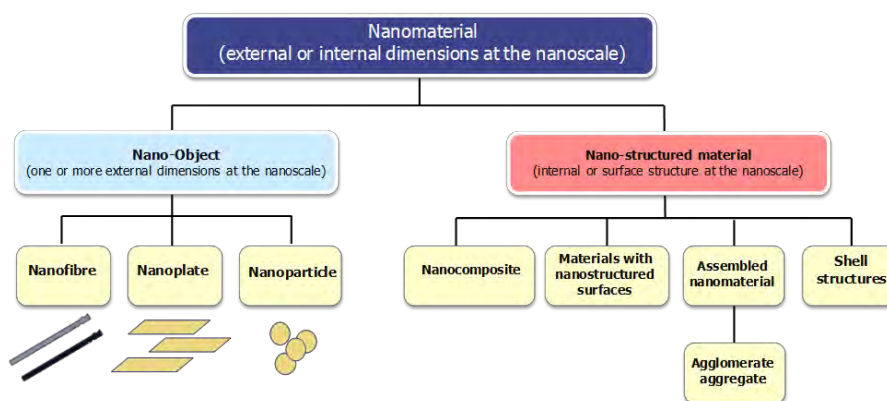 Nanomaterial
(external or internal dimensions at the nanoscale)
Nano-Object
(one or more external dimensions at the nanoscale)
Nano-structured material
(internal or surface structure at the nanoscale)
Nanofibre
Nanoplate
Nanoparticle
Nanocomposite
Materials with
nanostructured
surfaces
Assembled
nanomaterial
Shell
structures
Agglomerate
aggregate